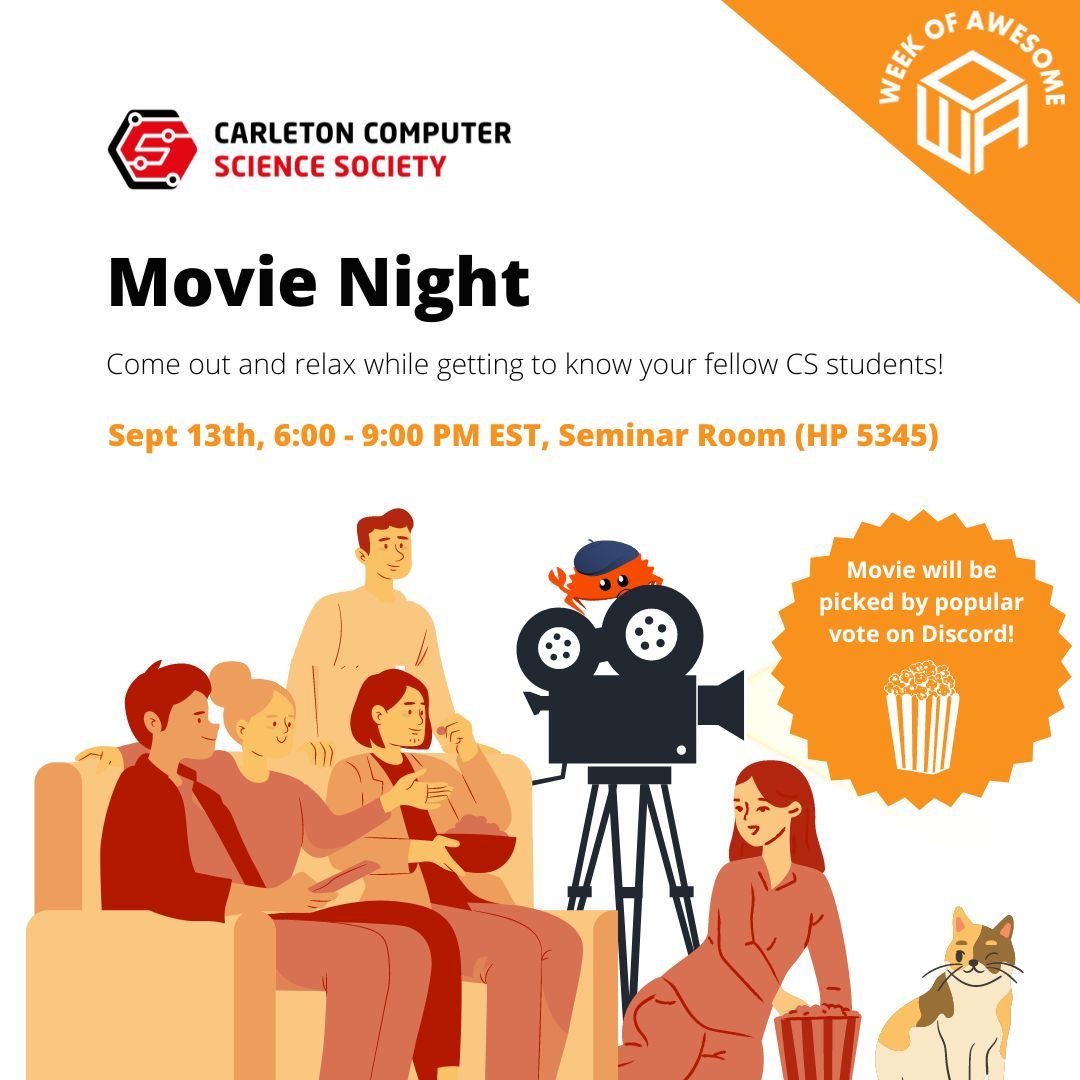 WEEK OF AWESOME
WA
CARLETON COMPUTER
SCIENCE SOCIETY
Movie Night
Come out and relax while getting to know your fellow CS students!
Sept 13th, 6:00 - 9:00 PM EST, Seminar Room (HP 5345)
Movie will be
picked by popular
vote on Discord!